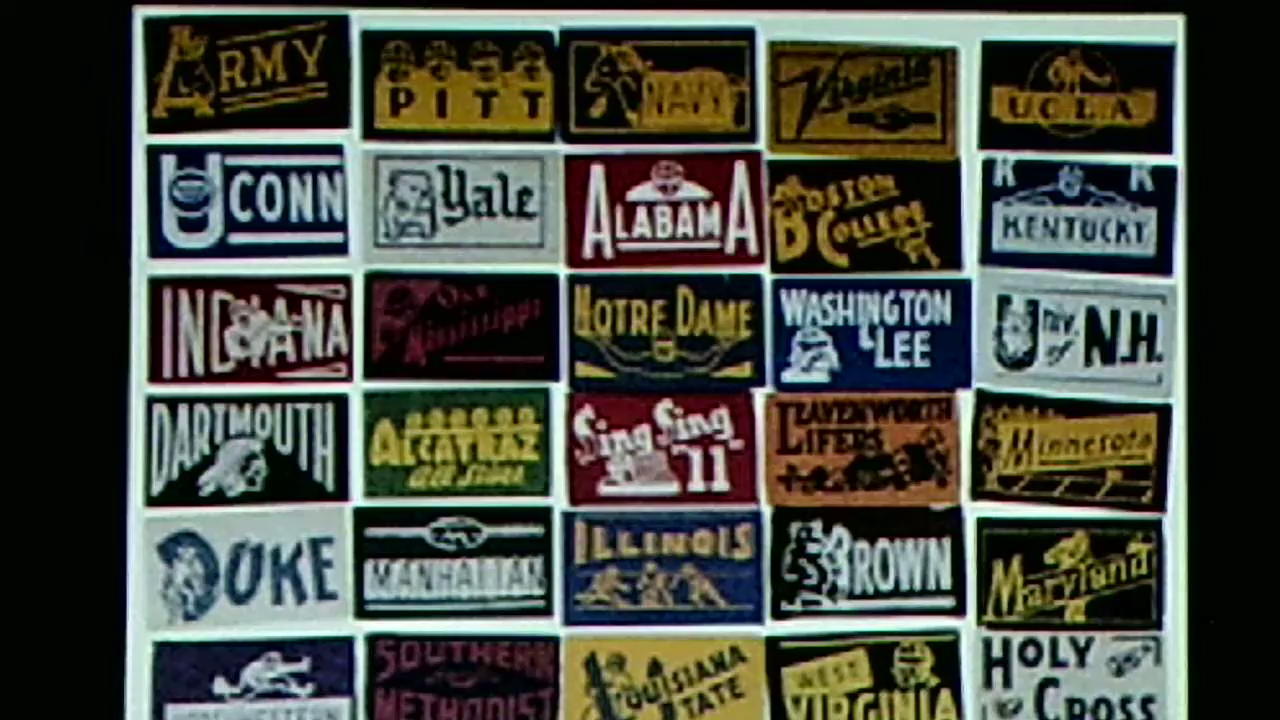 ARMY
PITT
NAVY
Virginia
U.C.L.A
UCONN
Yale
ALABAMA
BOSTON
COLLEGE
K K
KENTUCKY
INDIANA
OLE
Mississippi
NOTRE DAME
WASHINGTON
& LEE
UNIV.
of N.H.
DARTMOUTH
ALCATRAZ
All Stars
Sing Sing
'11
LEAVENWORTH
LIFERS
Minnesota
DUKE
MANHATTAN
ILLINOIS
BROWN
Maryland
SOUTHERN
METHODIST
LOUISIANA
STATE
WEST
VIRGINIA
HOLY
CROSS